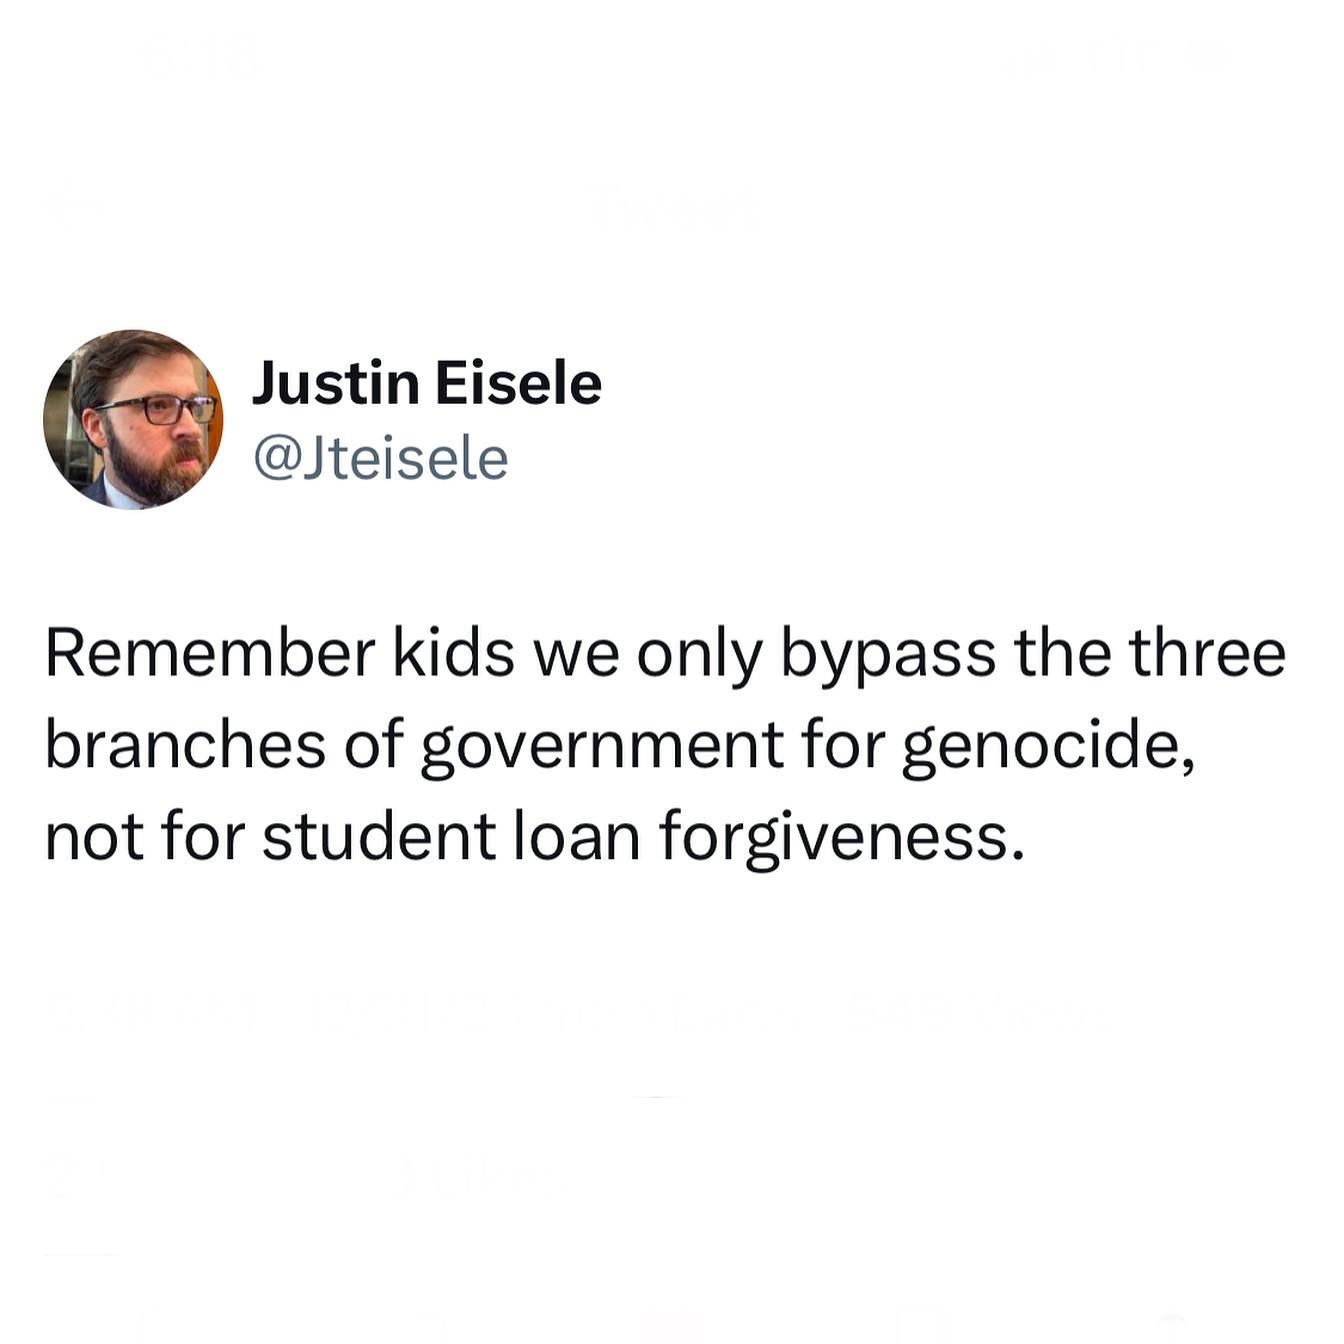 Justin Eisele
@Jteisele
Remember kids we only bypass the three
branches of government for genocide,
not for student loan forgiveness.